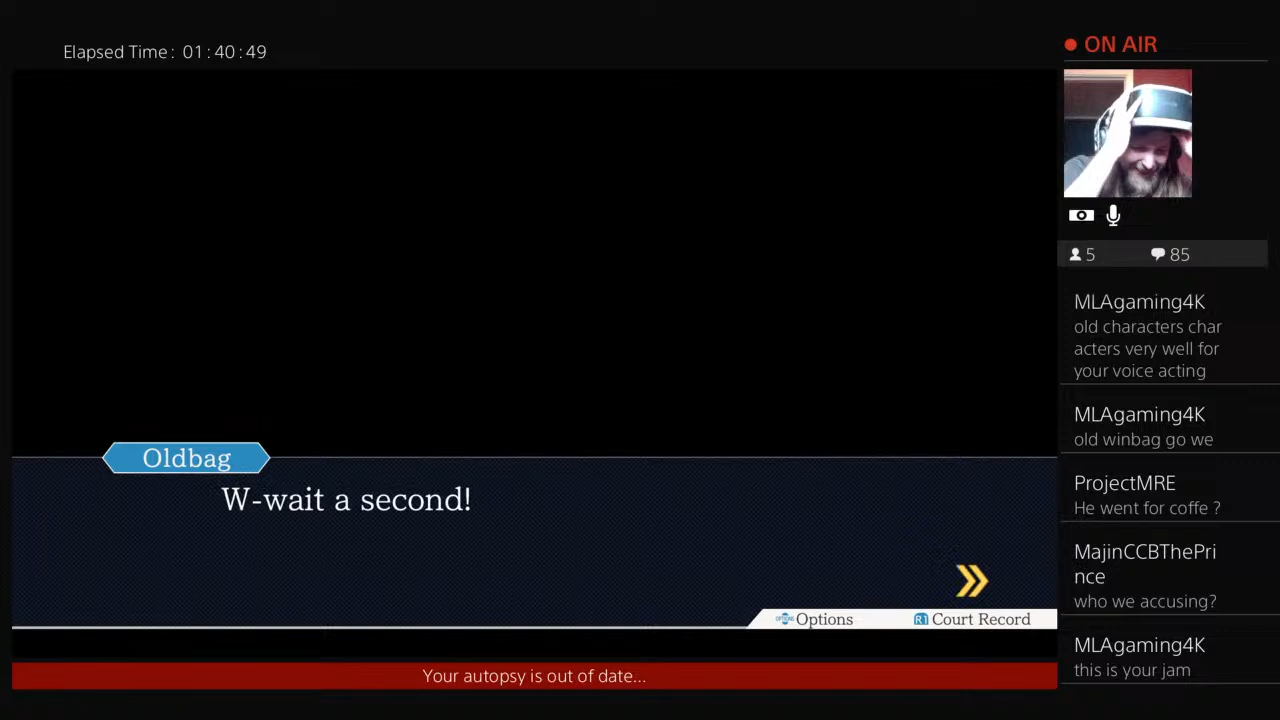 Elapsed Time: 01:40:49
ON AIR
5
85
MLAgaming4K
old characters char
acters very well for
your voice acting
MLAgaming4K
old winbag go we
ProjectMRE
He went for coffe ?
MajinCCBThePri
nce
who we accusing?
MLAgaming4K
this is your jam
Oldbag
W-wait a second!
OPTIONS Options
R1 Court Record
Your autopsy is out of date...